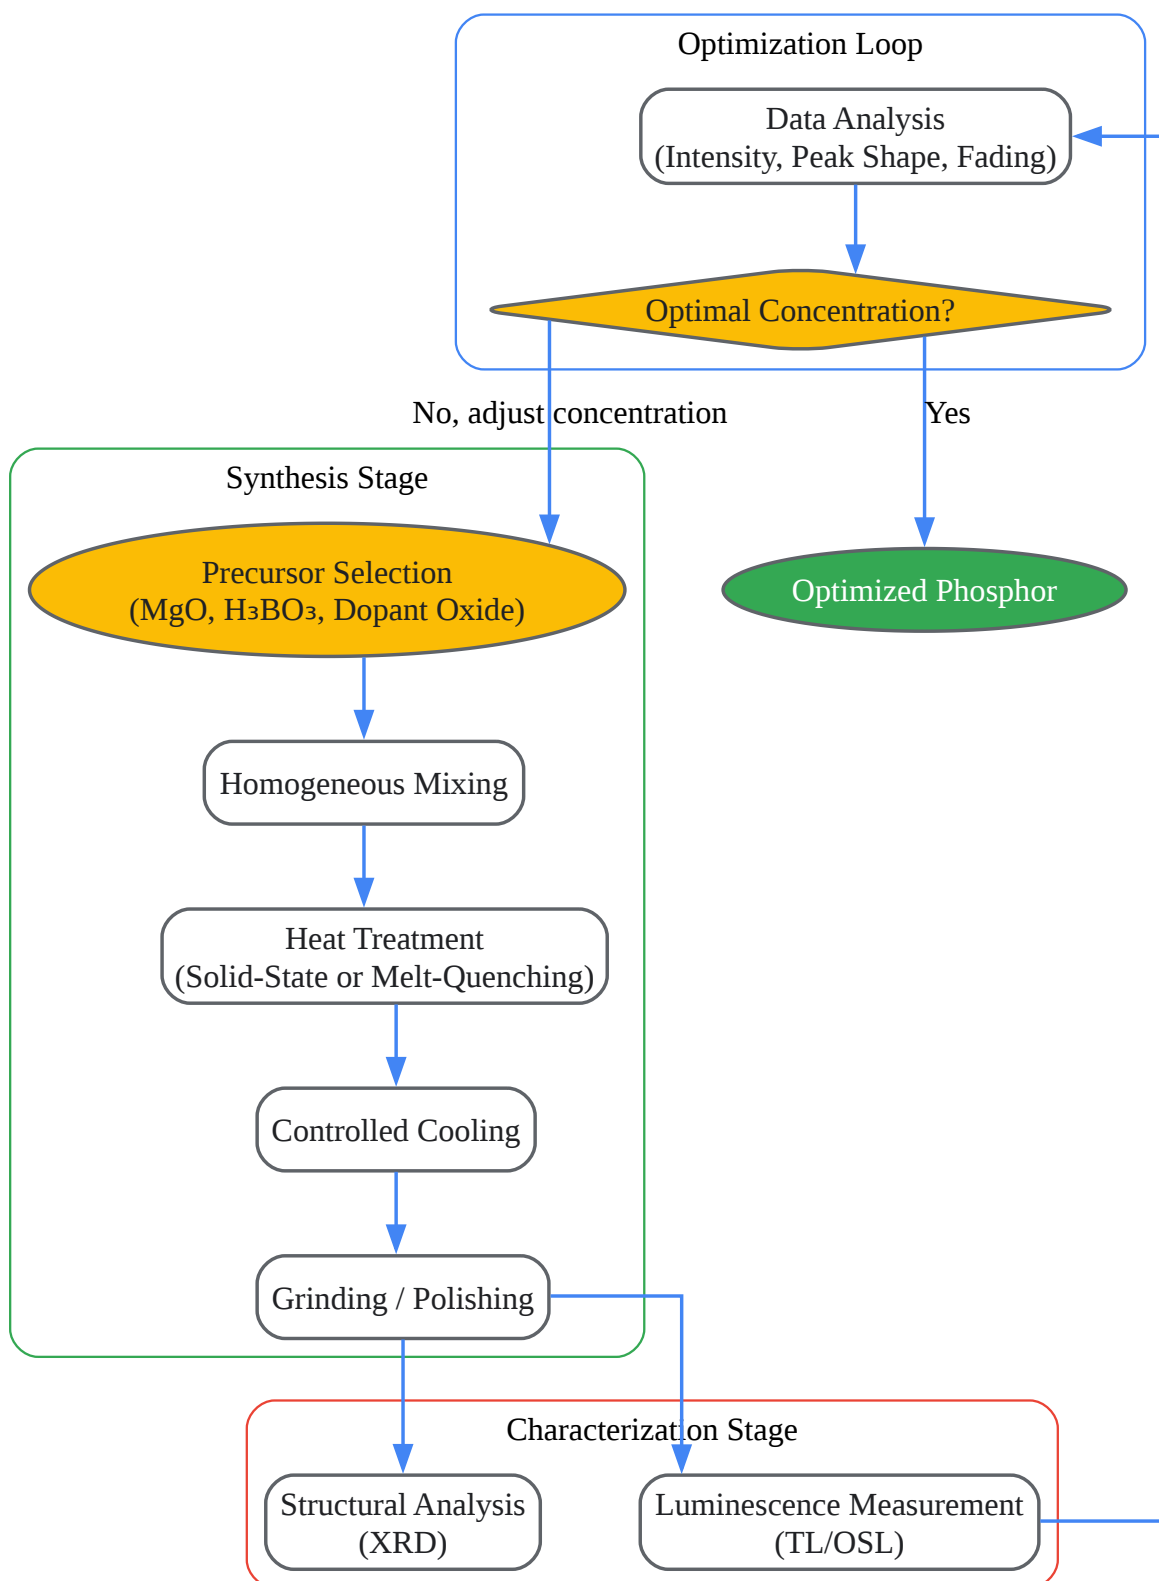 Optimization Loop
Data Analysis
(Intensity, Peak Shape, Fading)
Optimal Concentration?
No, adjust concentration
Yes
Synthesis Stage
Precursor Selection
(MgO, H₃BO₃, Dopant Oxide)
Optimized Phosphor
Homogeneous Mixing
Heat Treatment
(Solid-State or Melt-Quenching)
Controlled Cooling
Grinding / Polishing
Characterization Stage
Structural Analysis
(XRD)
Luminescence Measurement
(TL/OSL)